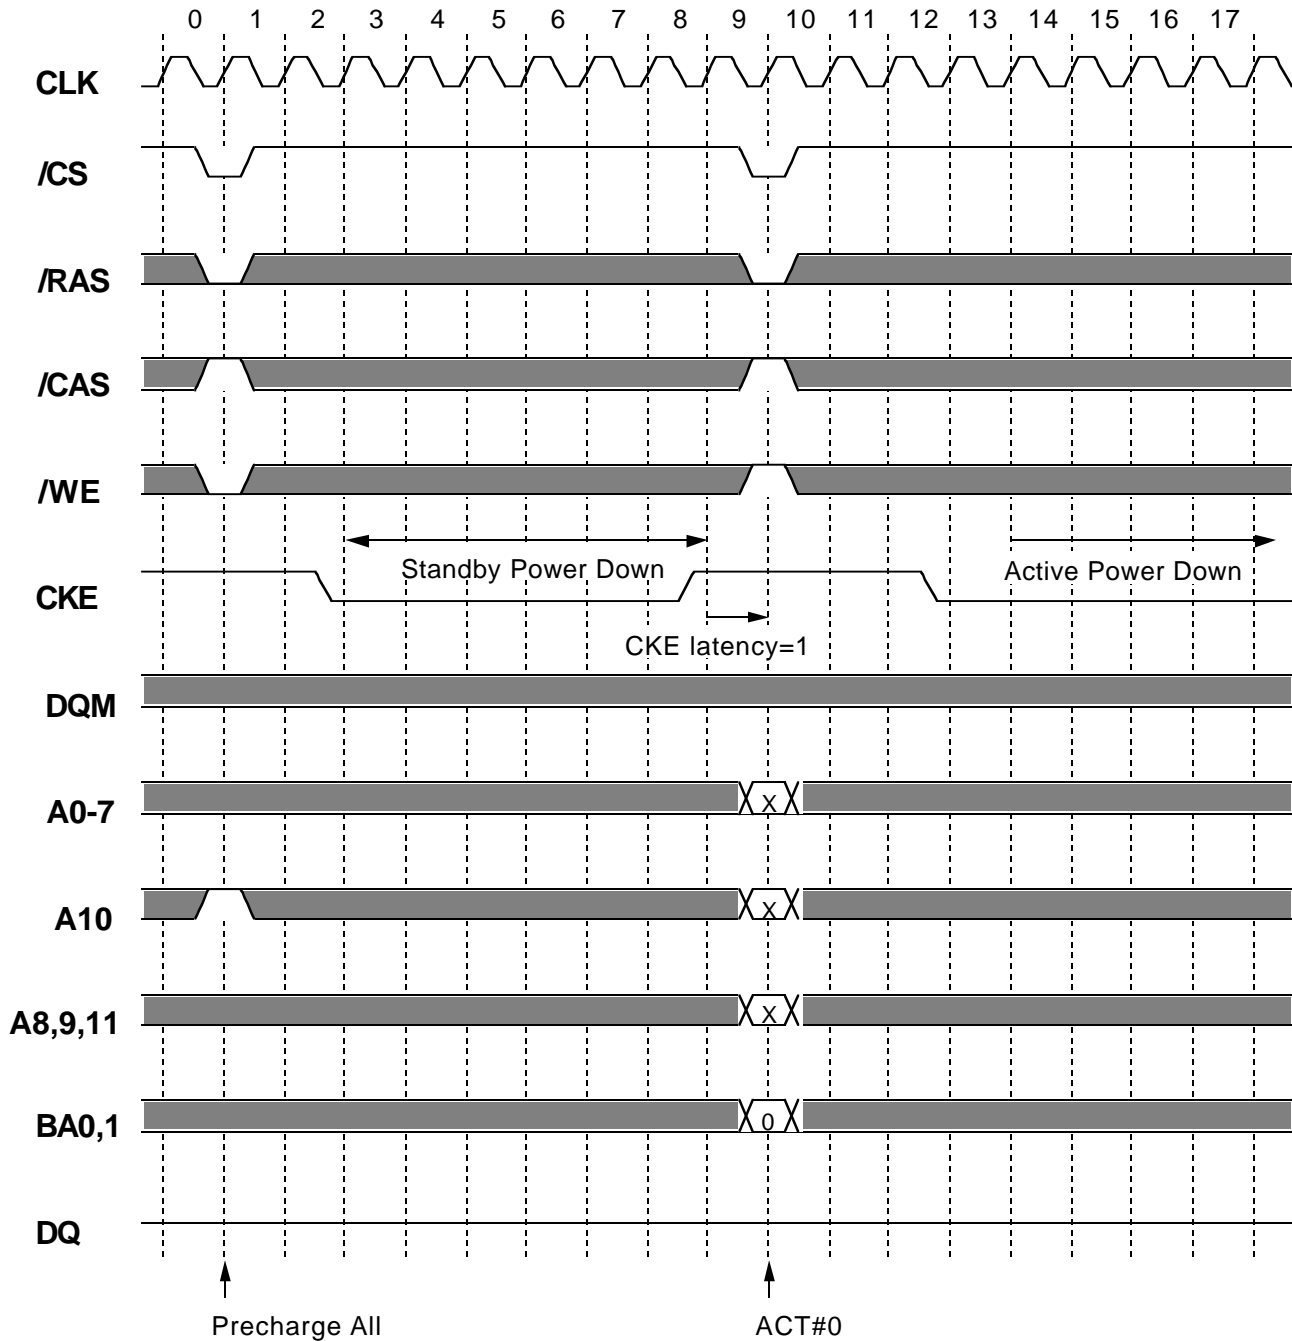 0 1 2 3 4 5 6 7 8 9 10 11 12 13 14 15 16 17
CLK
/CS
/RAS
/CAS
/WE
Standby Power Down
Active Power Down
CKE
CKE latency=1
DQM
A0-7
X
A10
X
A8,9,11
X
BA0,1
0
DQ
Precharge All
ACT#0